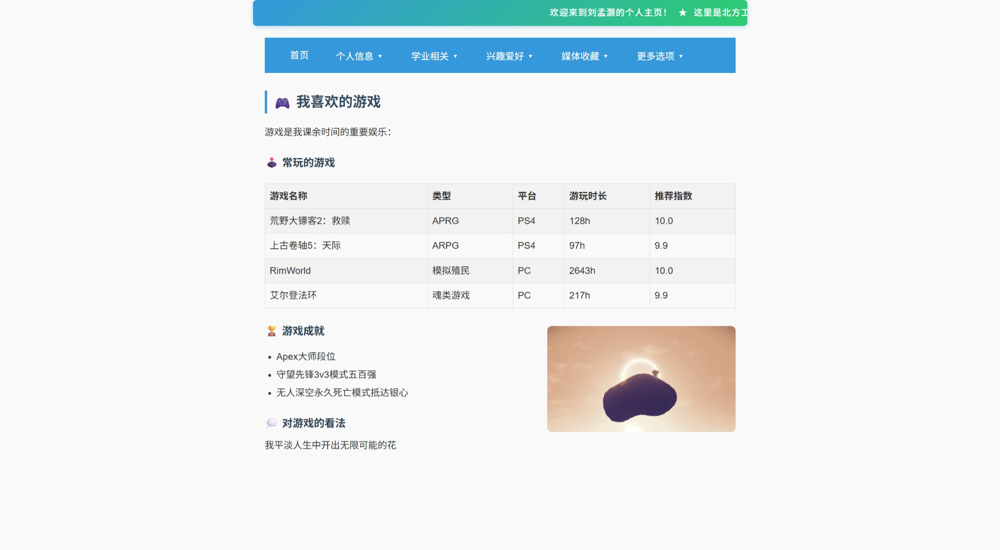 欢迎来到刘孟灏的个人主页！ ★ 这里是北方工
首页 个人信息 ▼ 学业相关 ▼ 兴趣爱好 ▼ 媒体收藏 ▼ 更多选项 ▼
🎮 我喜欢的游戏
游戏是我课余时间的重要娱乐：
🕹️ 常玩的游戏
游戏名称 类型 平台 游玩时长 推荐指数
荒野大镖客2：救赎 APRG PS4 128h 10.0
上古卷轴5：天际 ARPG PS4 97h 9.9
RimWorld 模拟殖民 PC 2643h 10.0
艾尔登法环 魂类游戏 PC 217h 9.9
🏆 游戏成就
• Apex大师段位
• 守望先锋3v3模式五百强
• 无人深空永久死亡模式抵达银心
💭 对游戏的看法
我平淡人生中开出无限可能的花